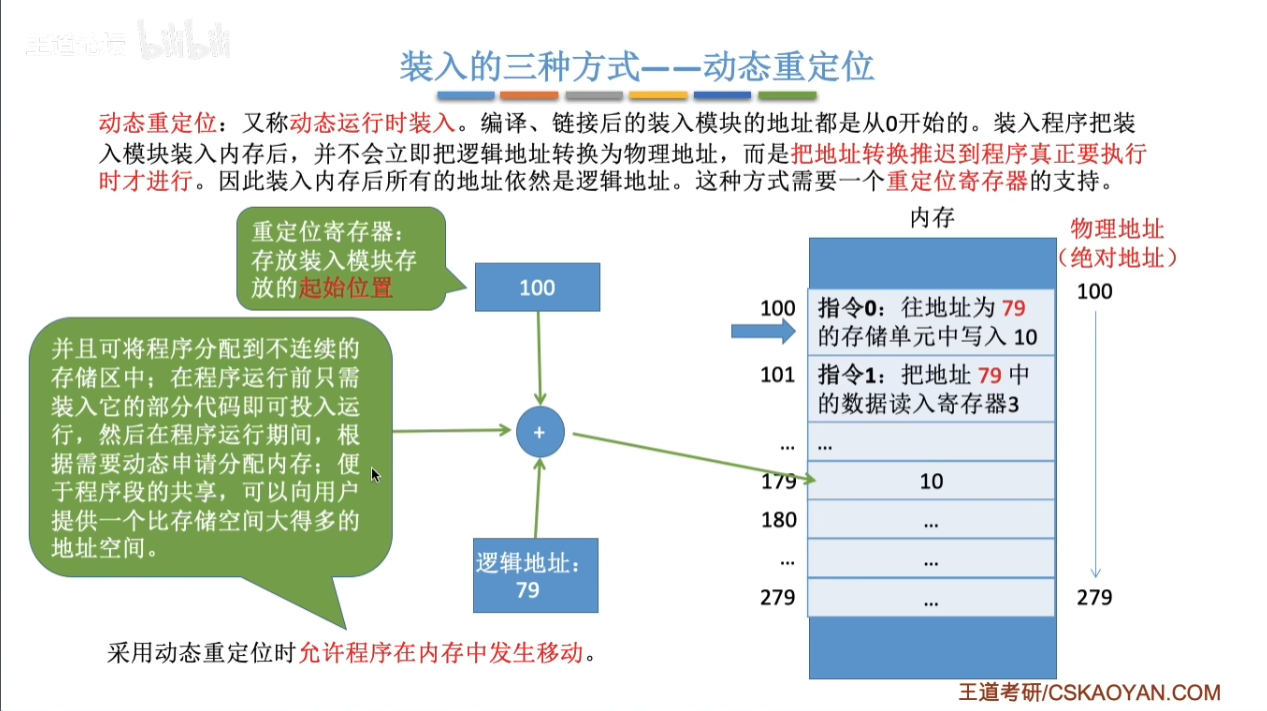 王道论坛 bilibili
装入的三种方式——动态重定位
动态重定位：又称动态运行时装入。编译、链接后的装入模块的地址都是从0开始的。装入程序把装
入模块装入内存后，并不会立即把逻辑地址转换为物理地址，而是把地址转换推迟到程序真正要执行
时才进行。因此装入内存后所有的地址依然是逻辑地址。这种方式需要一个重定位寄存器的支持。
重定位寄存器：
存放装入模块存
放的起始位置
100
并且可将程序分配到不连续的
存储区中；在程序运行前只需
装入它的部分代码即可投入运
行，然后在程序运行期间，根
据需要动态申请分配内存；便
于程序段的共享，可以向用户
提供一个比存储空间大得多的
地址空间。
+
逻辑地址：
79
采用动态重定位时允许程序在内存中发生移动。
内存
物理地址
（绝对地址）
100
100
指令0：往地址为 79
的存储单元中写入 10
101
指令1：把地址 79 中
的数据读入寄存器3
...
...
179
10
180
...
...
...
279
...
279
王道考研/CSKAOYAN.COM